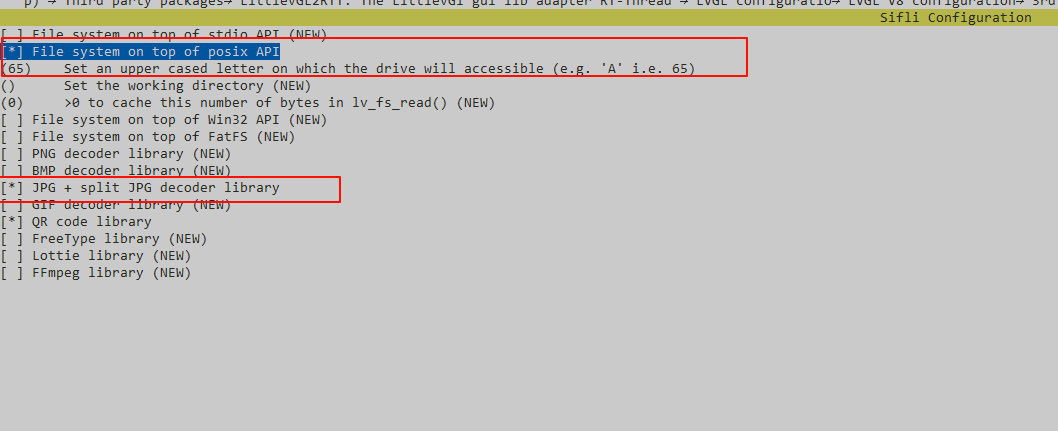 p) → Third party packages→ LittlevGL2RTT: The LittlevGl gui lib adapter RT-Thread → LVGL configuration→ LVGL v8 configuration→ 3rd
Sifli Configuration
[ ] File system on top of stdio API (NEW)
[*] File system on top of posix API
(65)    Set an upper cased letter on which the drive will accessible (e.g. 'A' i.e. 65)
()      Set the working directory (NEW)
(0)     >0 to cache this number of bytes in lv_fs_read() (NEW)
[ ] File system on top of Win32 API (NEW)
[ ] File system on top of FatFS (NEW)
[ ] PNG decoder library (NEW)
[ ] BMP decoder library (NEW)
[*] JPG + split JPG decoder library
[ ] GIF decoder library (NEW)
[*] QR code library
[ ] FreeType library (NEW)
[ ] Lottie library (NEW)
[ ] FFmpeg library (NEW)